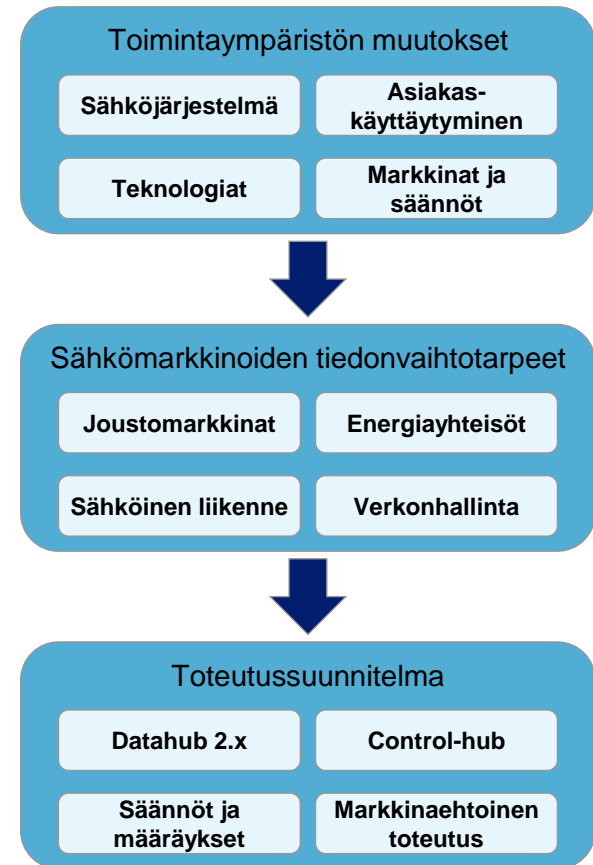 Toimintaympäristön muutokset
Sähköjärjestelmä
Asiakas-
käyttäytyminen
Teknologiat
Markkinat ja
säännöt
Sähkömarkkinoiden tiedonvaihtotarpeet
Joustomarkkinat
Energiayhteisöt
Sähköinen liikenne
Verkonhallinta
Toteutussuunnitelma
Datahub 2.x
Control-hub
Säännöt ja
määräykset
Markkinaehtoinen
toteutus